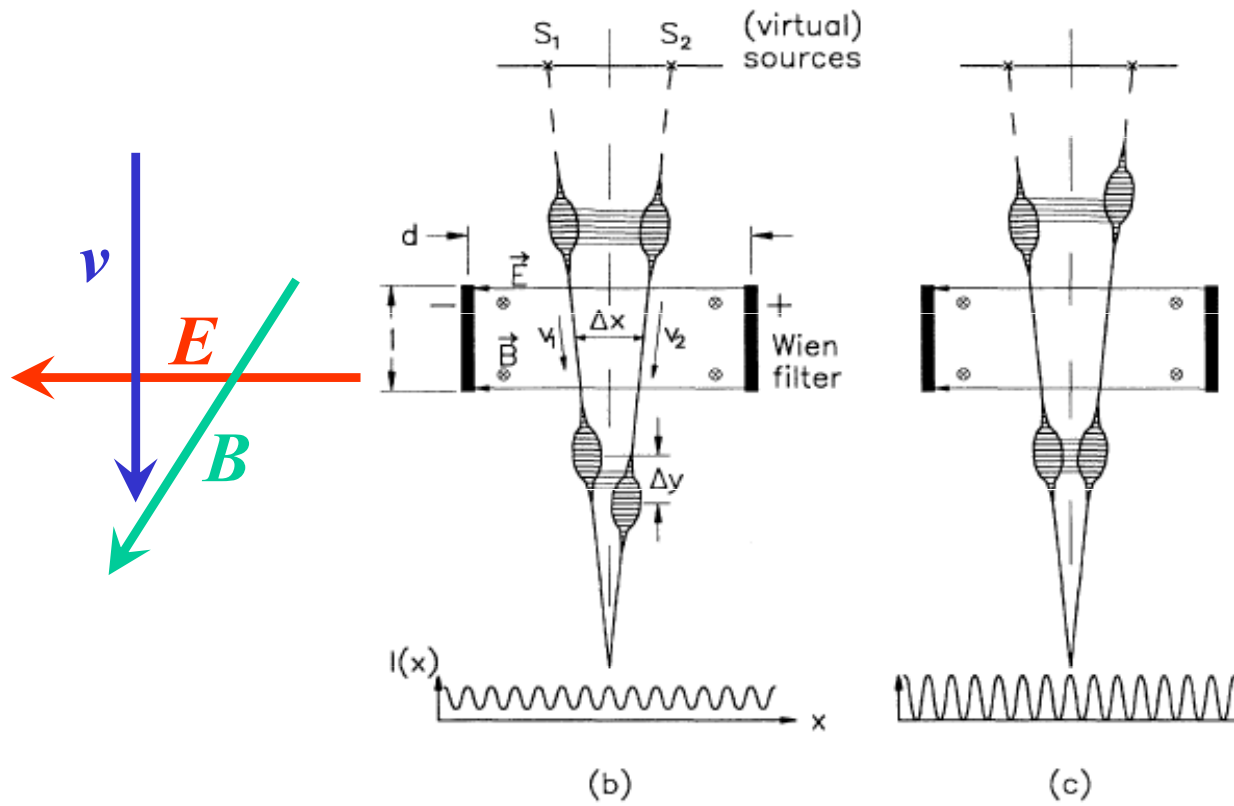 v
E
B
S₁ S₂
(virtual)
sources
d
E⃗
− +
l
v₁ Δx v₂
B⃗
Wien
filter
Δy
I(x)
x
(b)
(c)